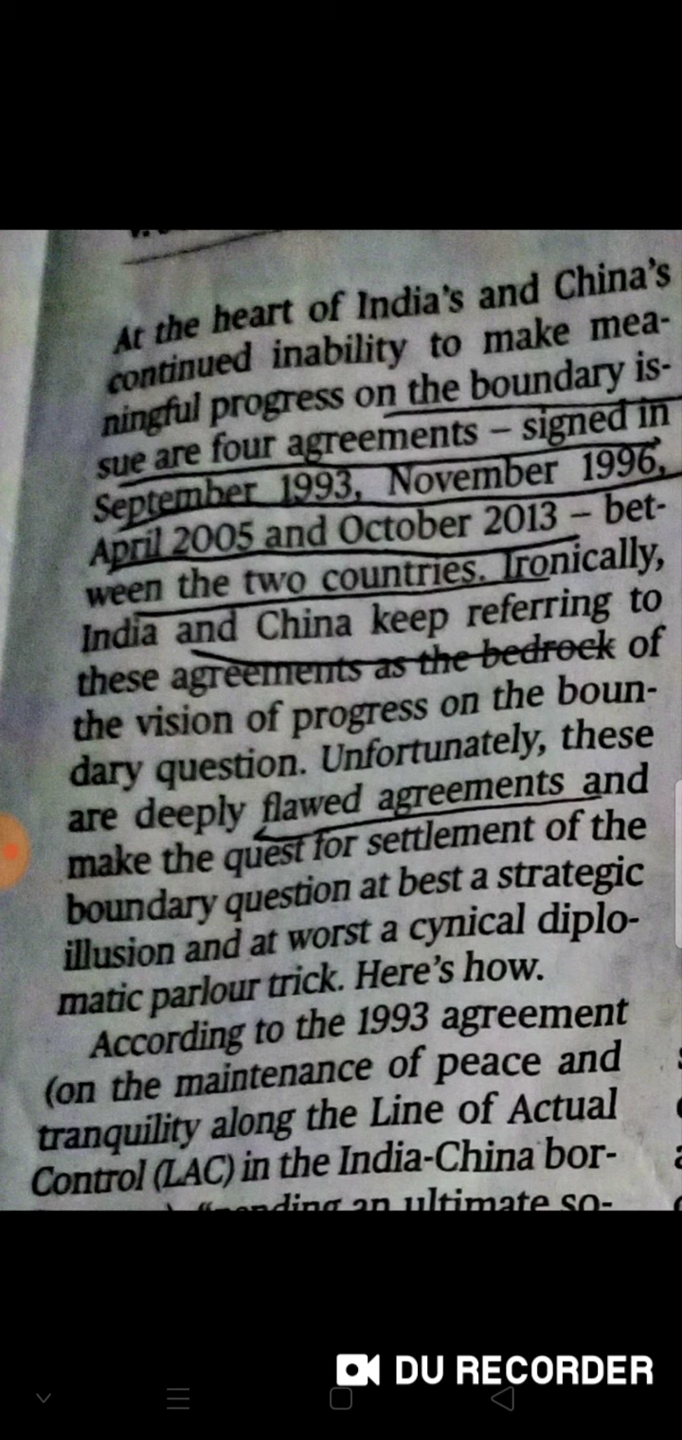 At the heart of India's and China's
continued inability to make mea-
ningful progress on the boundary is-
sue are four agreements – signed in
September 1993, November 1996,
April 2005 and October 2013 – bet-
ween the two countries. Ironically,
India and China keep referring to
these agreements as the bedrock of
the vision of progress on the boun-
dary question. Unfortunately, these
are deeply flawed agreements and
make the quest for settlement of the
boundary question at best a strategic
illusion and at worst a cynical diplo-
matic parlour trick. Here's how.
According to the 1993 agreement
(on the maintenance of peace and
tranquility along the Line of Actual
Control (LAC) in the India-China bor-
an ultimate so-
DU RECORDER